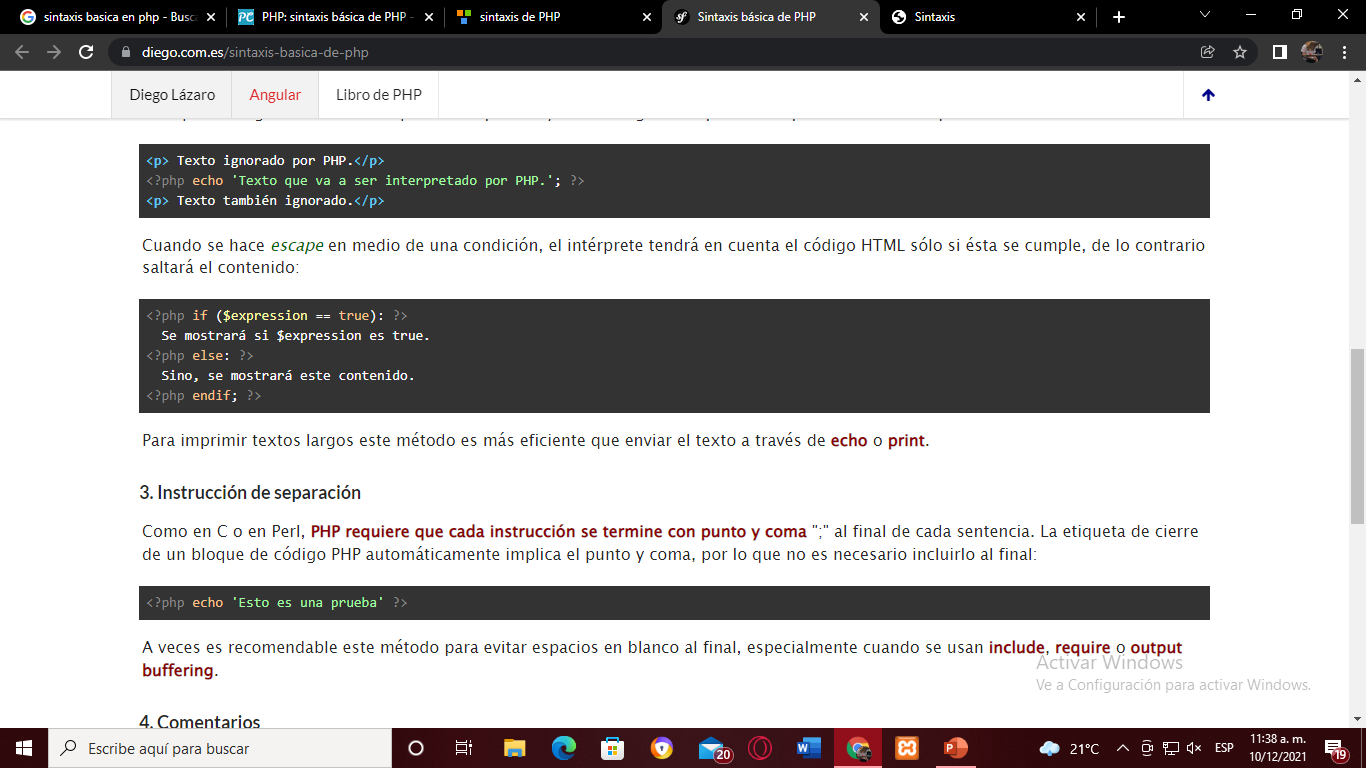 sintaxis basica en php - Busc
PHP: sintaxis básica de PHP -
sintaxis de PHP
Sintaxis básica de PHP
Sintaxis
diego.com.es/sintaxis-basica-de-php
Diego Lázaro
Angular
Libro de PHP
<p> Texto ignorado por PHP.</p>
<?php echo 'Texto que va a ser interpretado por PHP.'; ?>
<p> Texto también ignorado.</p>
Cuando se hace escape en medio de una condición, el intérprete tendrá en cuenta el código HTML sólo si ésta se cumple, de lo contrario
saltará el contenido:
<?php if ($expression == true): ?>
Se mostrará si $expression es true.
<?php else: ?>
Sino, se mostrará este contenido.
<?php endif; ?>
Para imprimir textos largos este método es más eficiente que enviar el texto a través de echo o print.
3. Instrucción de separación
Como en C o en Perl, PHP requiere que cada instrucción se termine con punto y coma ";" al final de cada sentencia. La etiqueta de cierre
de un bloque de código PHP automáticamente implica el punto y coma, por lo que no es necesario incluirlo al final:
<?php echo 'Esto es una prueba' ?>
A veces es recomendable este método para evitar espacios en blanco al final, especialmente cuando se usan include, require o output
buffering.
Activar Windows
Ve a Configuración para activar Windows.
4. Comentarios
Escribe aquí para buscar
20
21°C
ESP
11:38 a. m.
10/12/2021
19